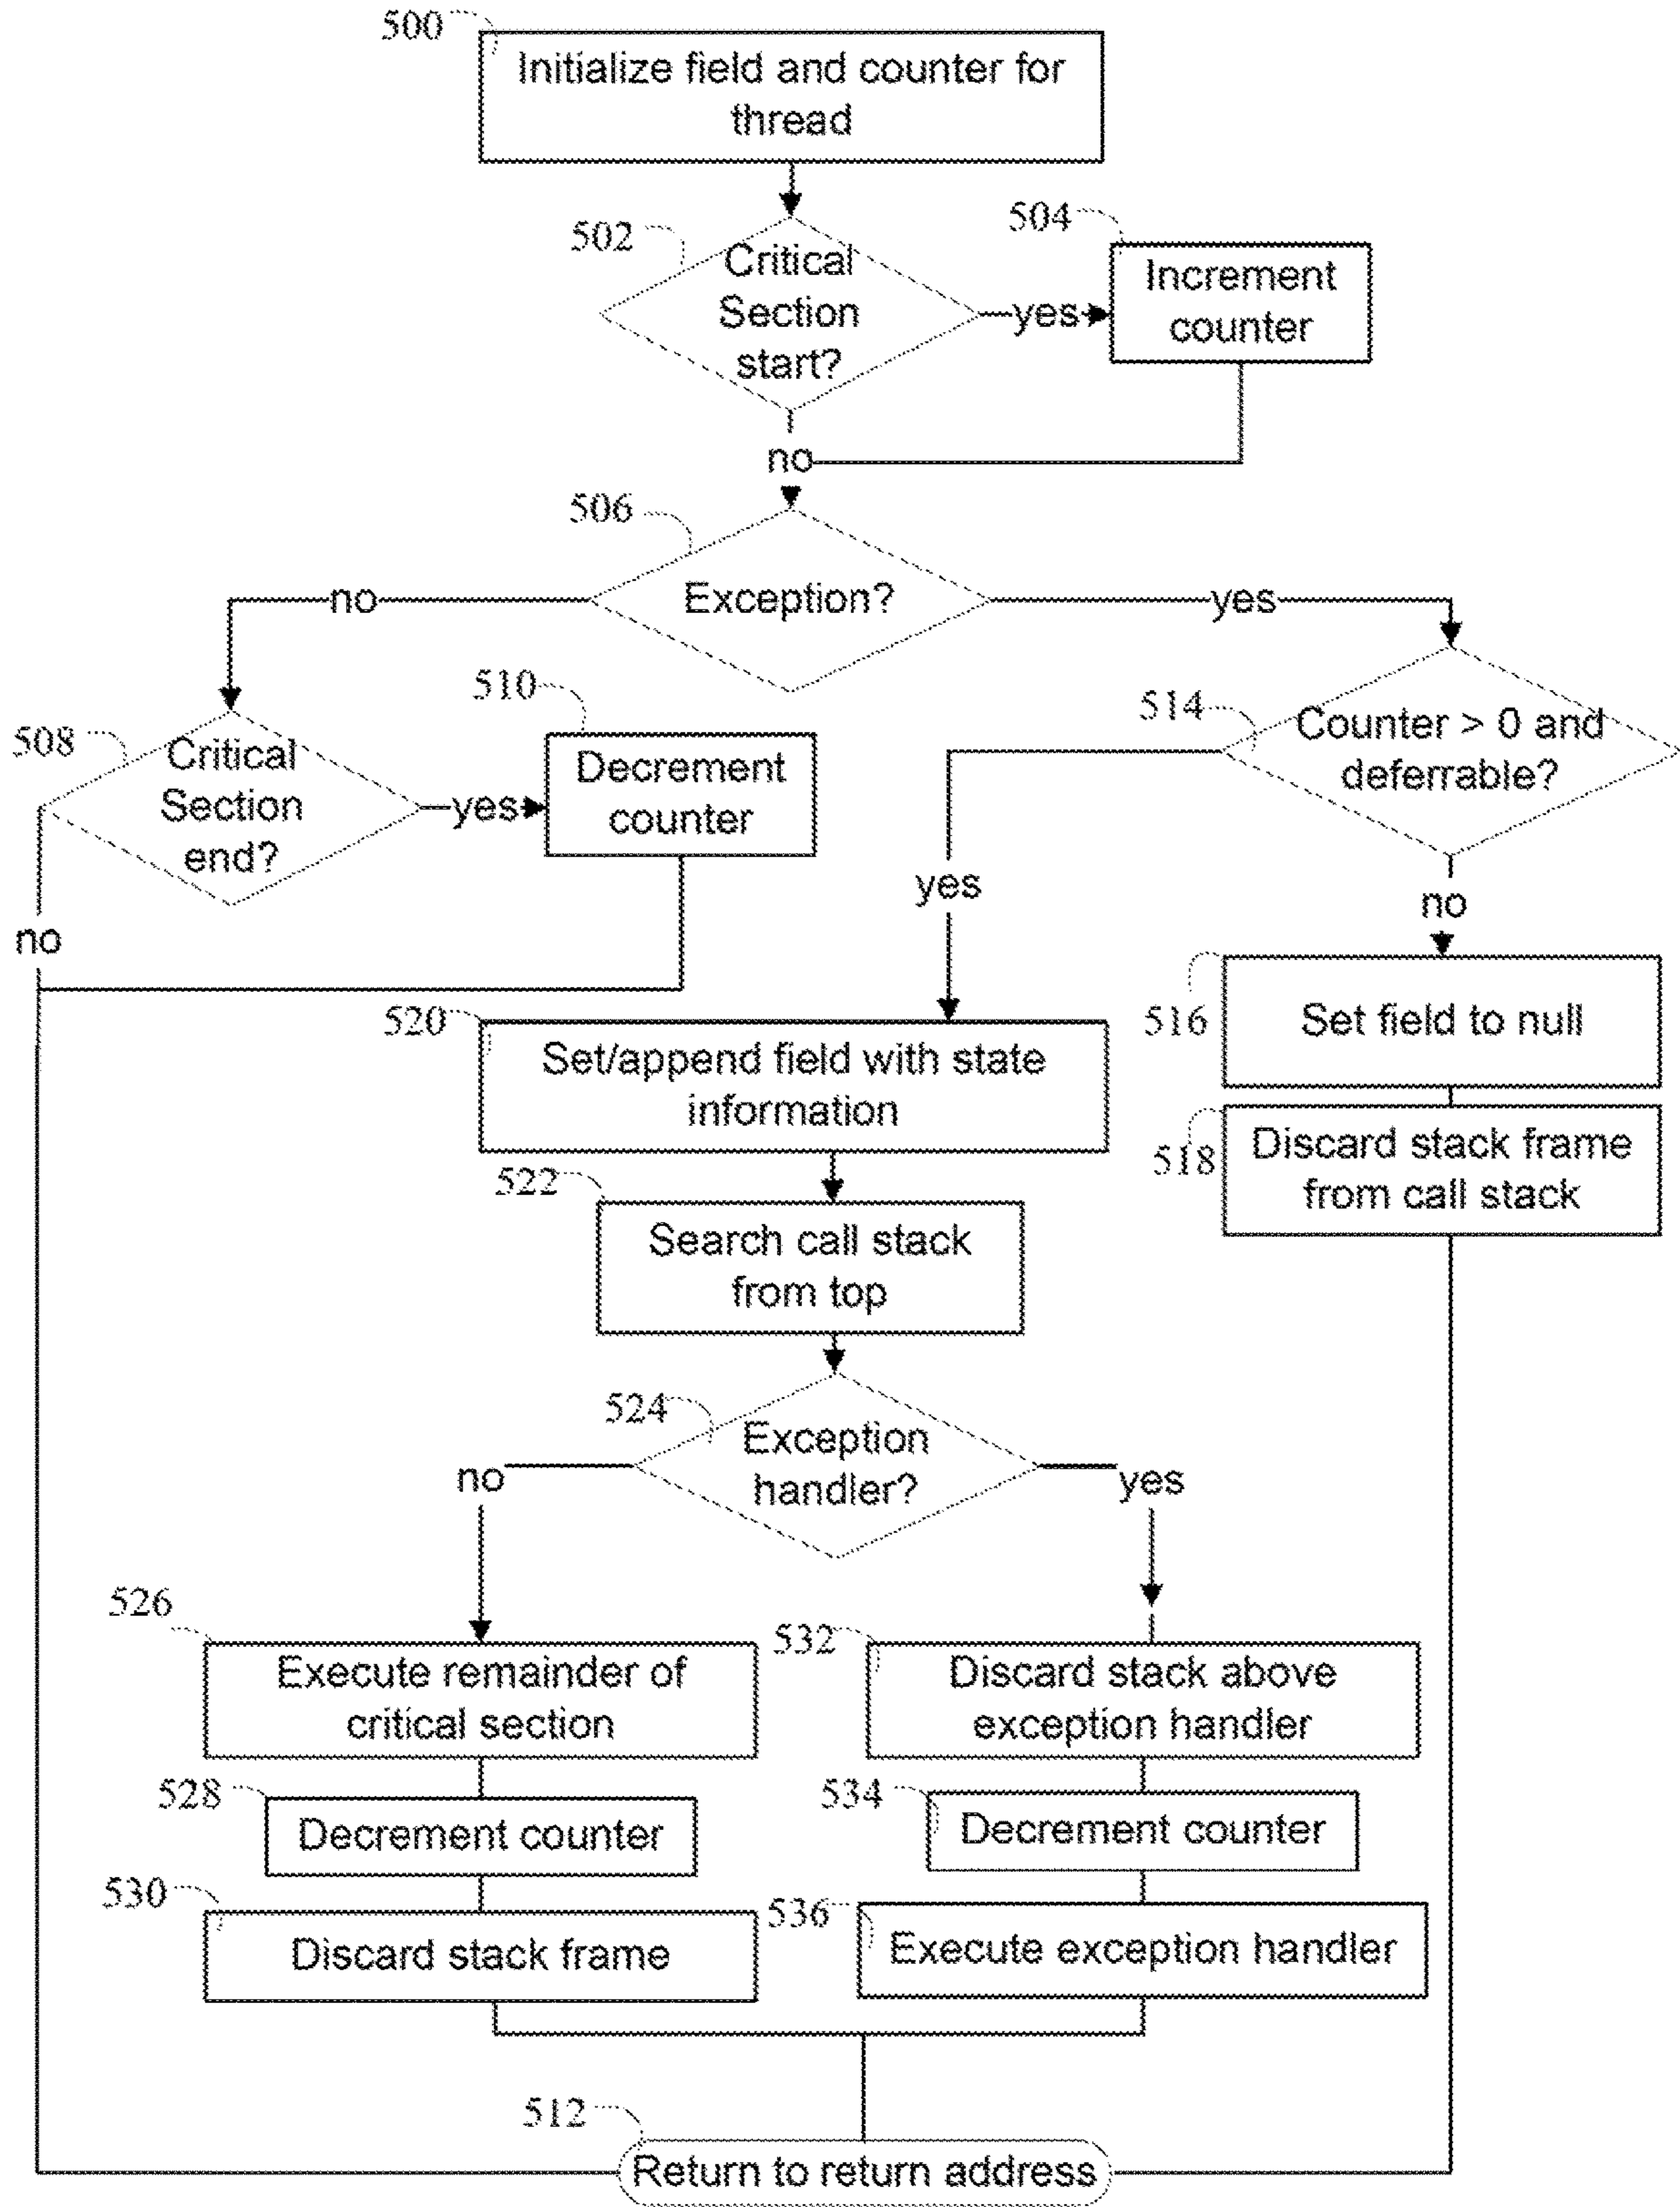 500
Initialize field and counter for
thread
502
Critical
Section
start?
yes
504
Increment
counter
no
506
Exception?
no
yes
508
Critical
Section
end?
yes
510
Decrement
counter
no
514
Counter > 0 and
deferrable?
yes
no
516
Set field to null
518
Discard stack frame
from call stack
520
Set/append field with state
information
522
Search call stack
from top
524
Exception
handler?
no
yes
526
Execute remainder of
critical section
528
Decrement counter
530
Discard stack frame
532
Discard stack above
exception handler
534
Decrement counter
536
Execute exception handler
512
Return to return address